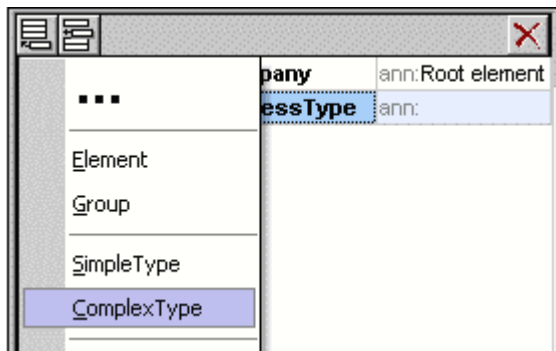 pany ann:Root element
...
essType ann:
Element
Group
SimpleType
ComplexType